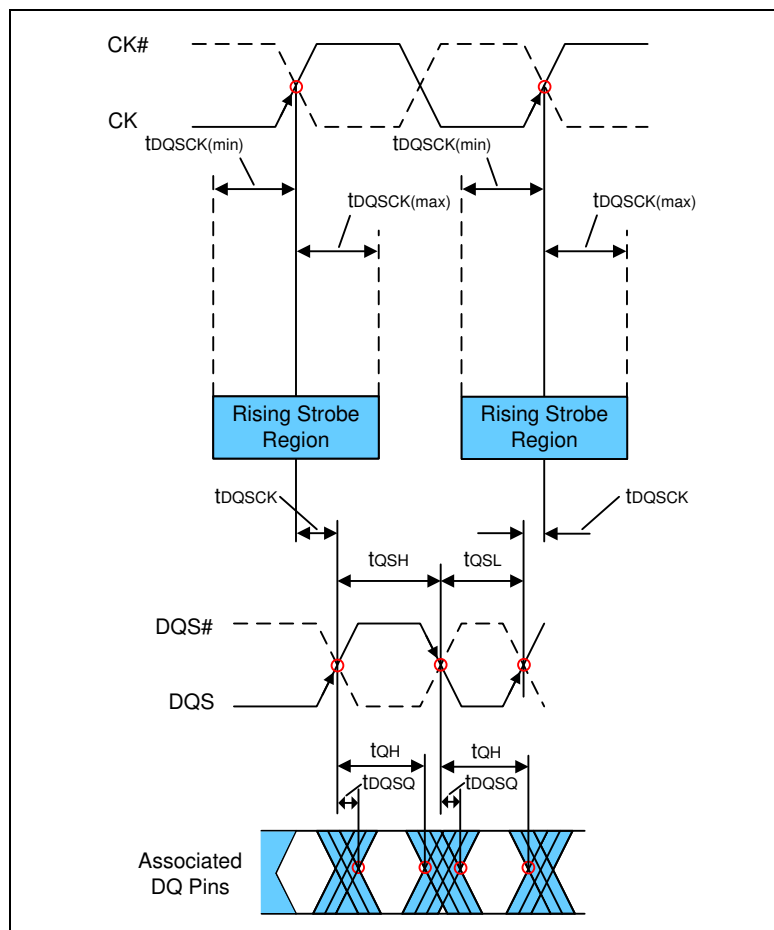 CK#
CK
tDQSCK(min)
tDQSCK(min)
tDQSCK(max)
tDQSCK(max)
Rising Strobe
Region
Rising Strobe
Region
tDQSCK
tDQSCK
tQSH
tQSL
DQS#
DQS
tQH
tQH
tDQSQ
tDQSQ
Associated
DQ Pins